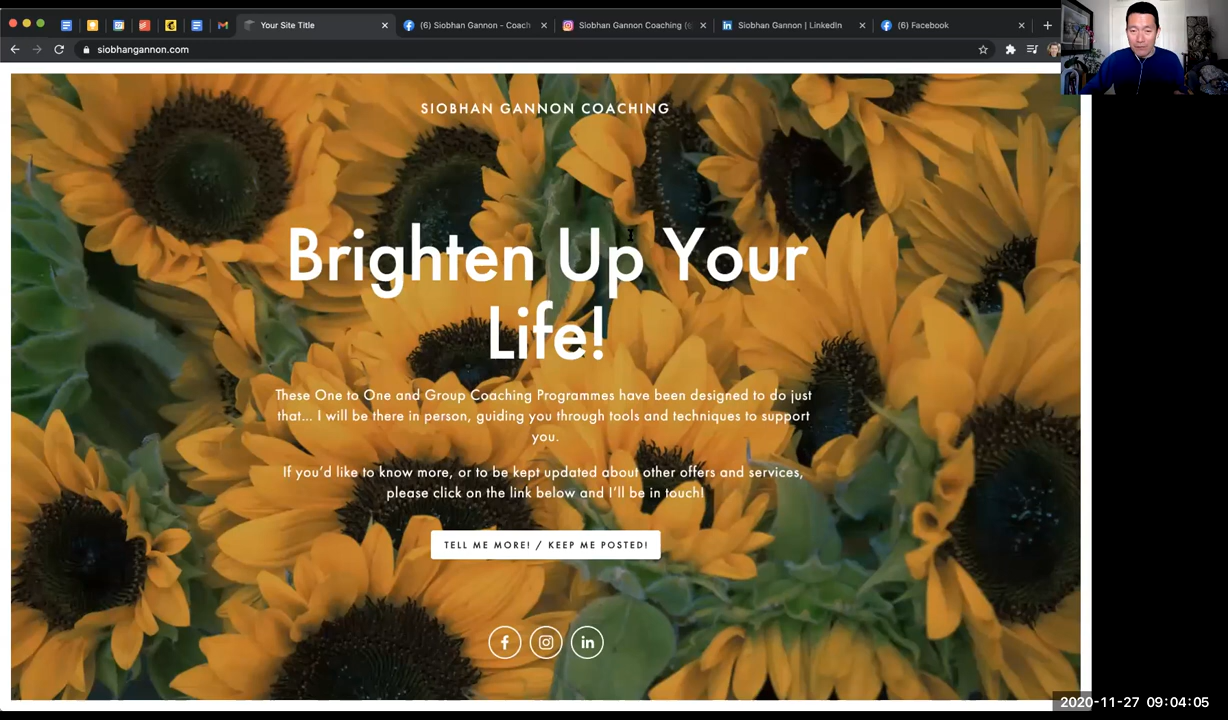 Your Site Title
(6) Siobhan Gannon - Coach
Siobhan Gannon Coaching (
Siobhan Gannon | LinkedIn
(6) Facebook
siobhangannon.com
SIOBHAN GANNON COACHING
Brighten Up Your
Life!
These One to One and Group Coaching Programmes have been designed to do just
that... I will be there in person, guiding you through tools and techniques to support
you.
If you’d like to know more, or to be kept updated about other offers and services,
please click on the link below and I’ll be in touch!
TELL ME MORE! / KEEP ME POSTED!
f
in
2020-11-27 09:04:05